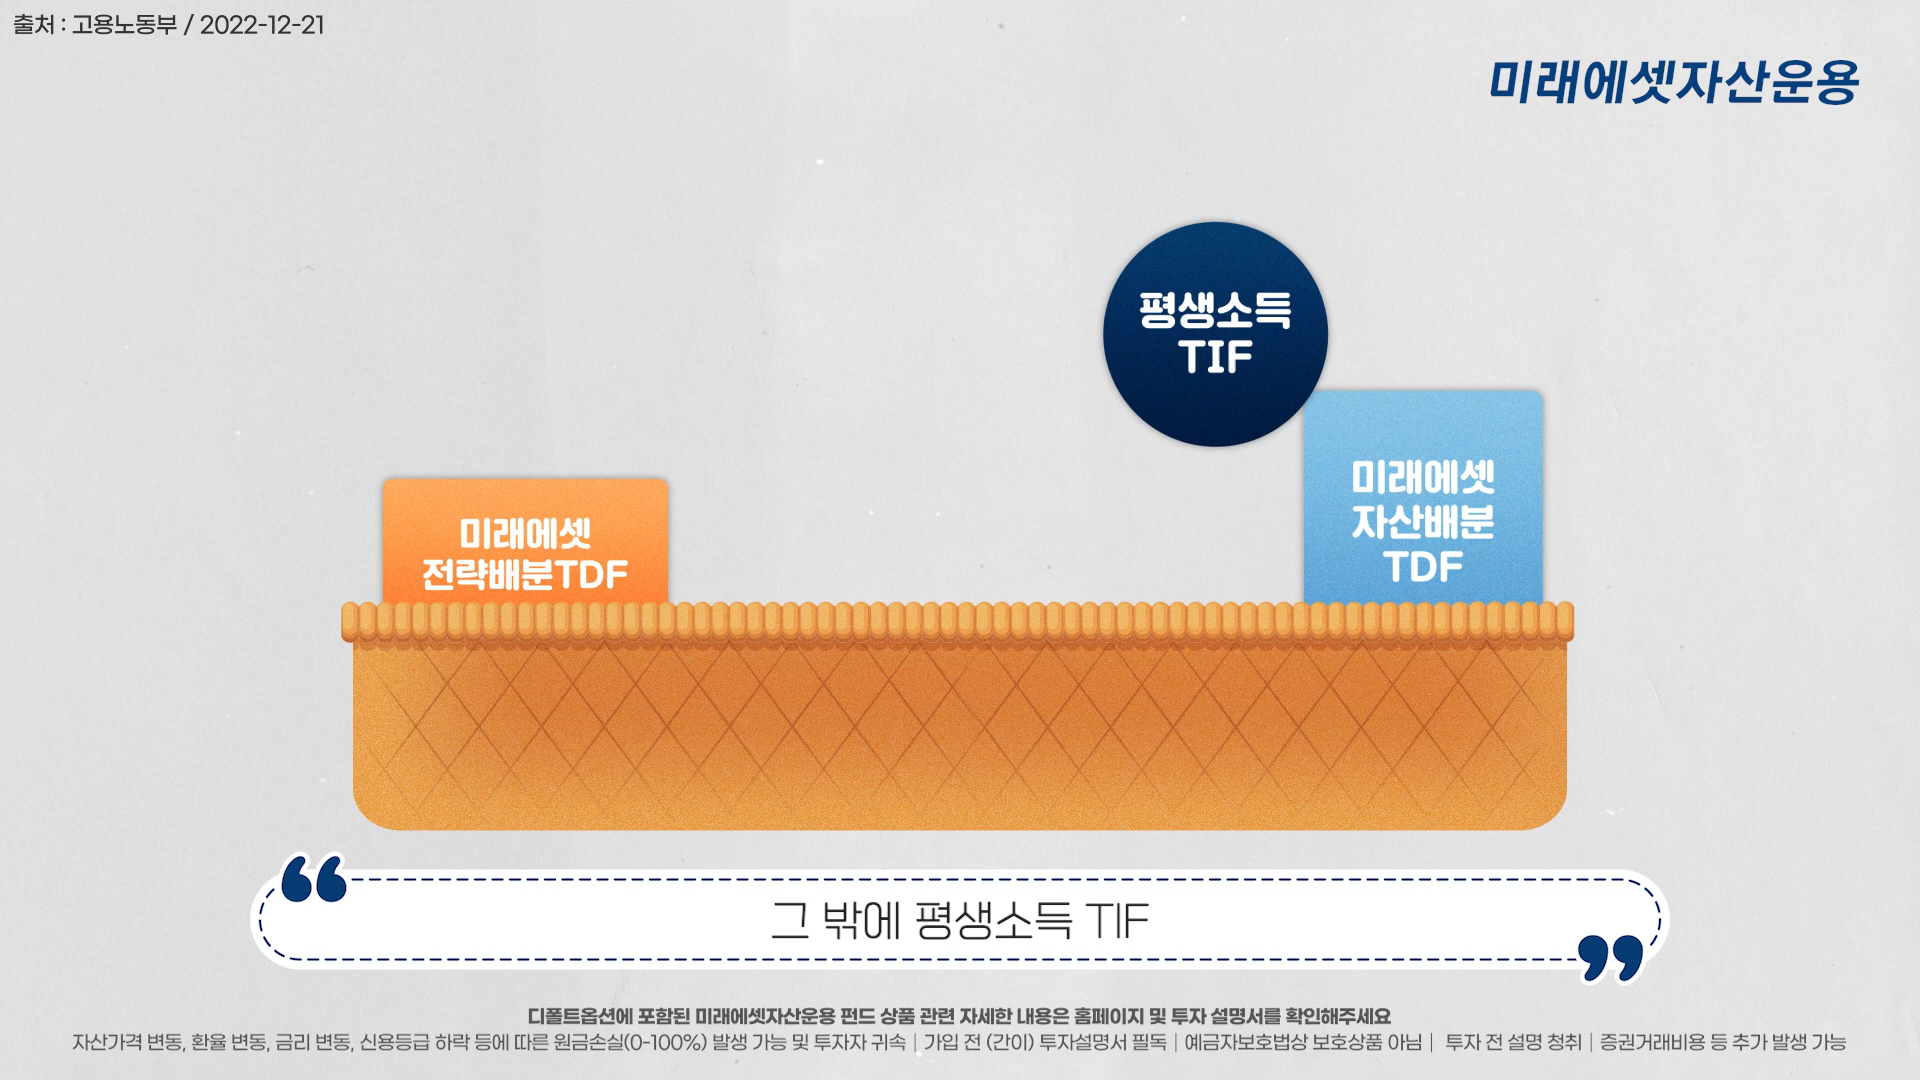 출처 : 고용노동부 / 2022-12-21
미래에셋자산운용
평생소득
TIF
미래에셋
자산배분
TDF
미래에셋
전략배분TDF
“
그 밖에 평생소득 TIF
”
디폴트옵션에 포함된 미래에셋자산운용 펀드 상품 관련 자세한 내용은 홈페이지 및 투자 설명서를 확인해주세요
자산가격 변동, 환율 변동, 금리 변동, 신용등급 하락 등에 따른 원금손실(0-100%) 발생 가능 및 투자자 귀속 | 가입 전 (간이) 투자설명서 필독 | 예금자보호법상 보호상품 아님 | 투자 전 설명 청취 | 증권거래비용 등 추가 발생 가능